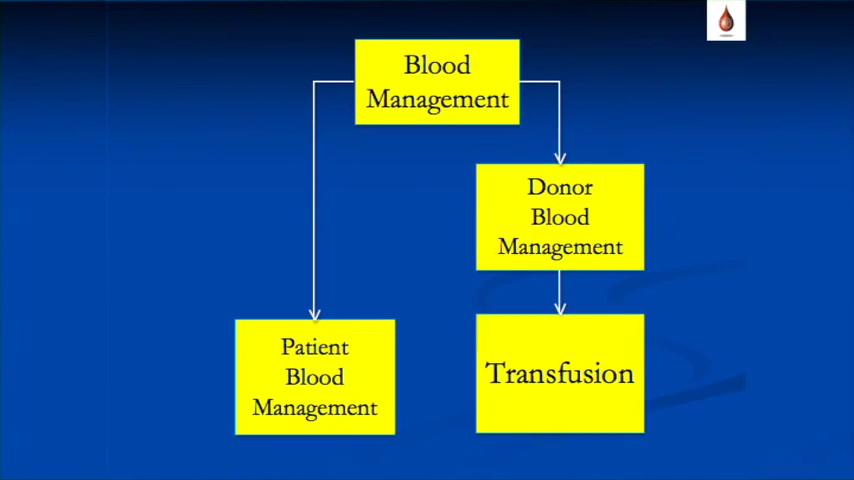 Blood
Management
Donor
Blood
Management
Patient
Blood
Management
Transfusion